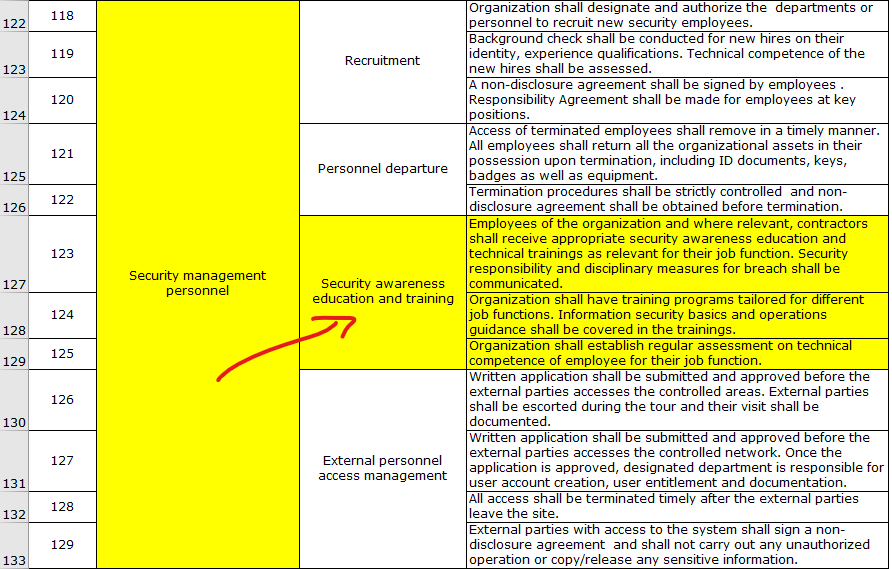 122
118
Organization shall designate and authorize the  departments or
personnel to recruit new security employees.
123
119
Recruitment
Background check shall be conducted for new hires on their
identity, experience qualifications. Technical competence of the
new hires shall be assessed.
124
120
A non-disclosure agreement shall be signed by employees .
Responsibility Agreement shall be made for employees at key
positions.
125
121
Personnel departure
Access of terminated employees shall remove in a timely manner.
All employees shall return all the organizational assets in their
possession upon termination, including ID documents, keys,
badges as well as equipment.
126
122
Termination procedures shall be strictly controlled  and non-
disclosure agreement shall be obtained before termination.
127
123
Security management
personnel
Security awareness
education and training
Employees of the organization and where relevant, contractors
shall receive appropriate security awareness education and
technical trainings as relevant for their job function. Security
responsibility and disciplinary measures for breach shall be
communicated.
128
124
Organization shall have training programs tailored for different
job functions. Information security basics and operations
guidance shall be covered in the trainings.
129
125
Organization shall establish regular assessment on technical
competence of employee for their job function.
130
126
Written application shall be submitted and approved before the
external parties accesses the controlled areas. External parties
shall be escorted during the tour and their visit shall be
documented.
131
127
External personnel
access management
Written application shall be submitted and approved before the
external parties accesses the controlled network. Once the
application is approved, designated department is responsible for
user account creation, user entitlement and documentation.
132
128
All access shall be terminated timely after the external parties
leave the site.
133
129
External parties with access to the system shall sign a non-
disclosure agreement  and shall not carry out any unauthorized
operation or copy/release any sensitive information.